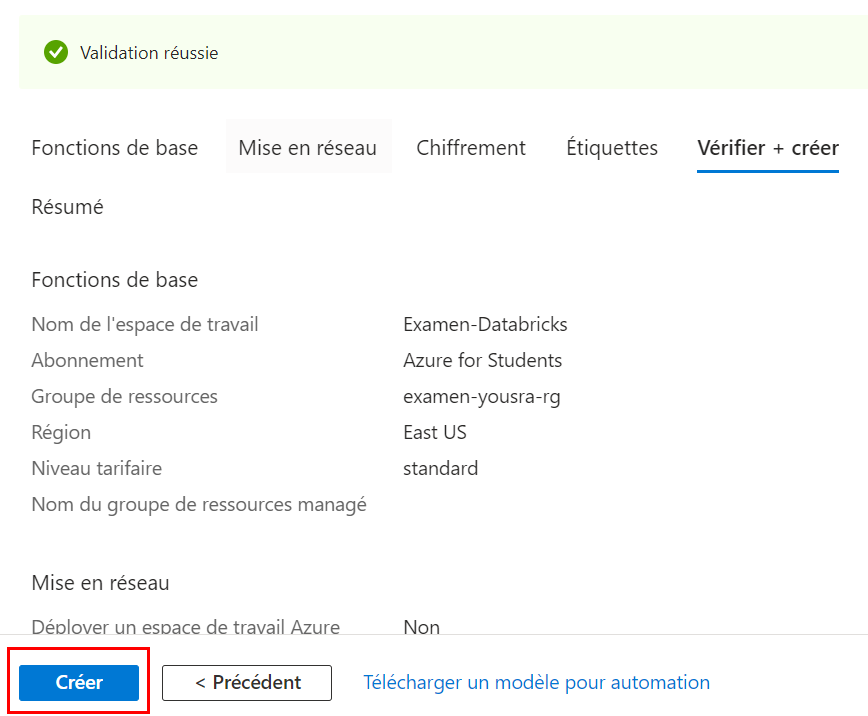 Validation réussie
Fonctions de base Mise en réseau Chiffrement Étiquettes Vérifier + créer
Résumé
Fonctions de base
Nom de l'espace de travail Examen-Databricks
Abonnement Azure for Students
Groupe de ressources examen-yousra-rg
Région East US
Niveau tarifaire standard
Nom du groupe de ressources managé
Mise en réseau
Déployer un espace de travail Azure Non
Créer < Précédent Télécharger un modèle pour automation